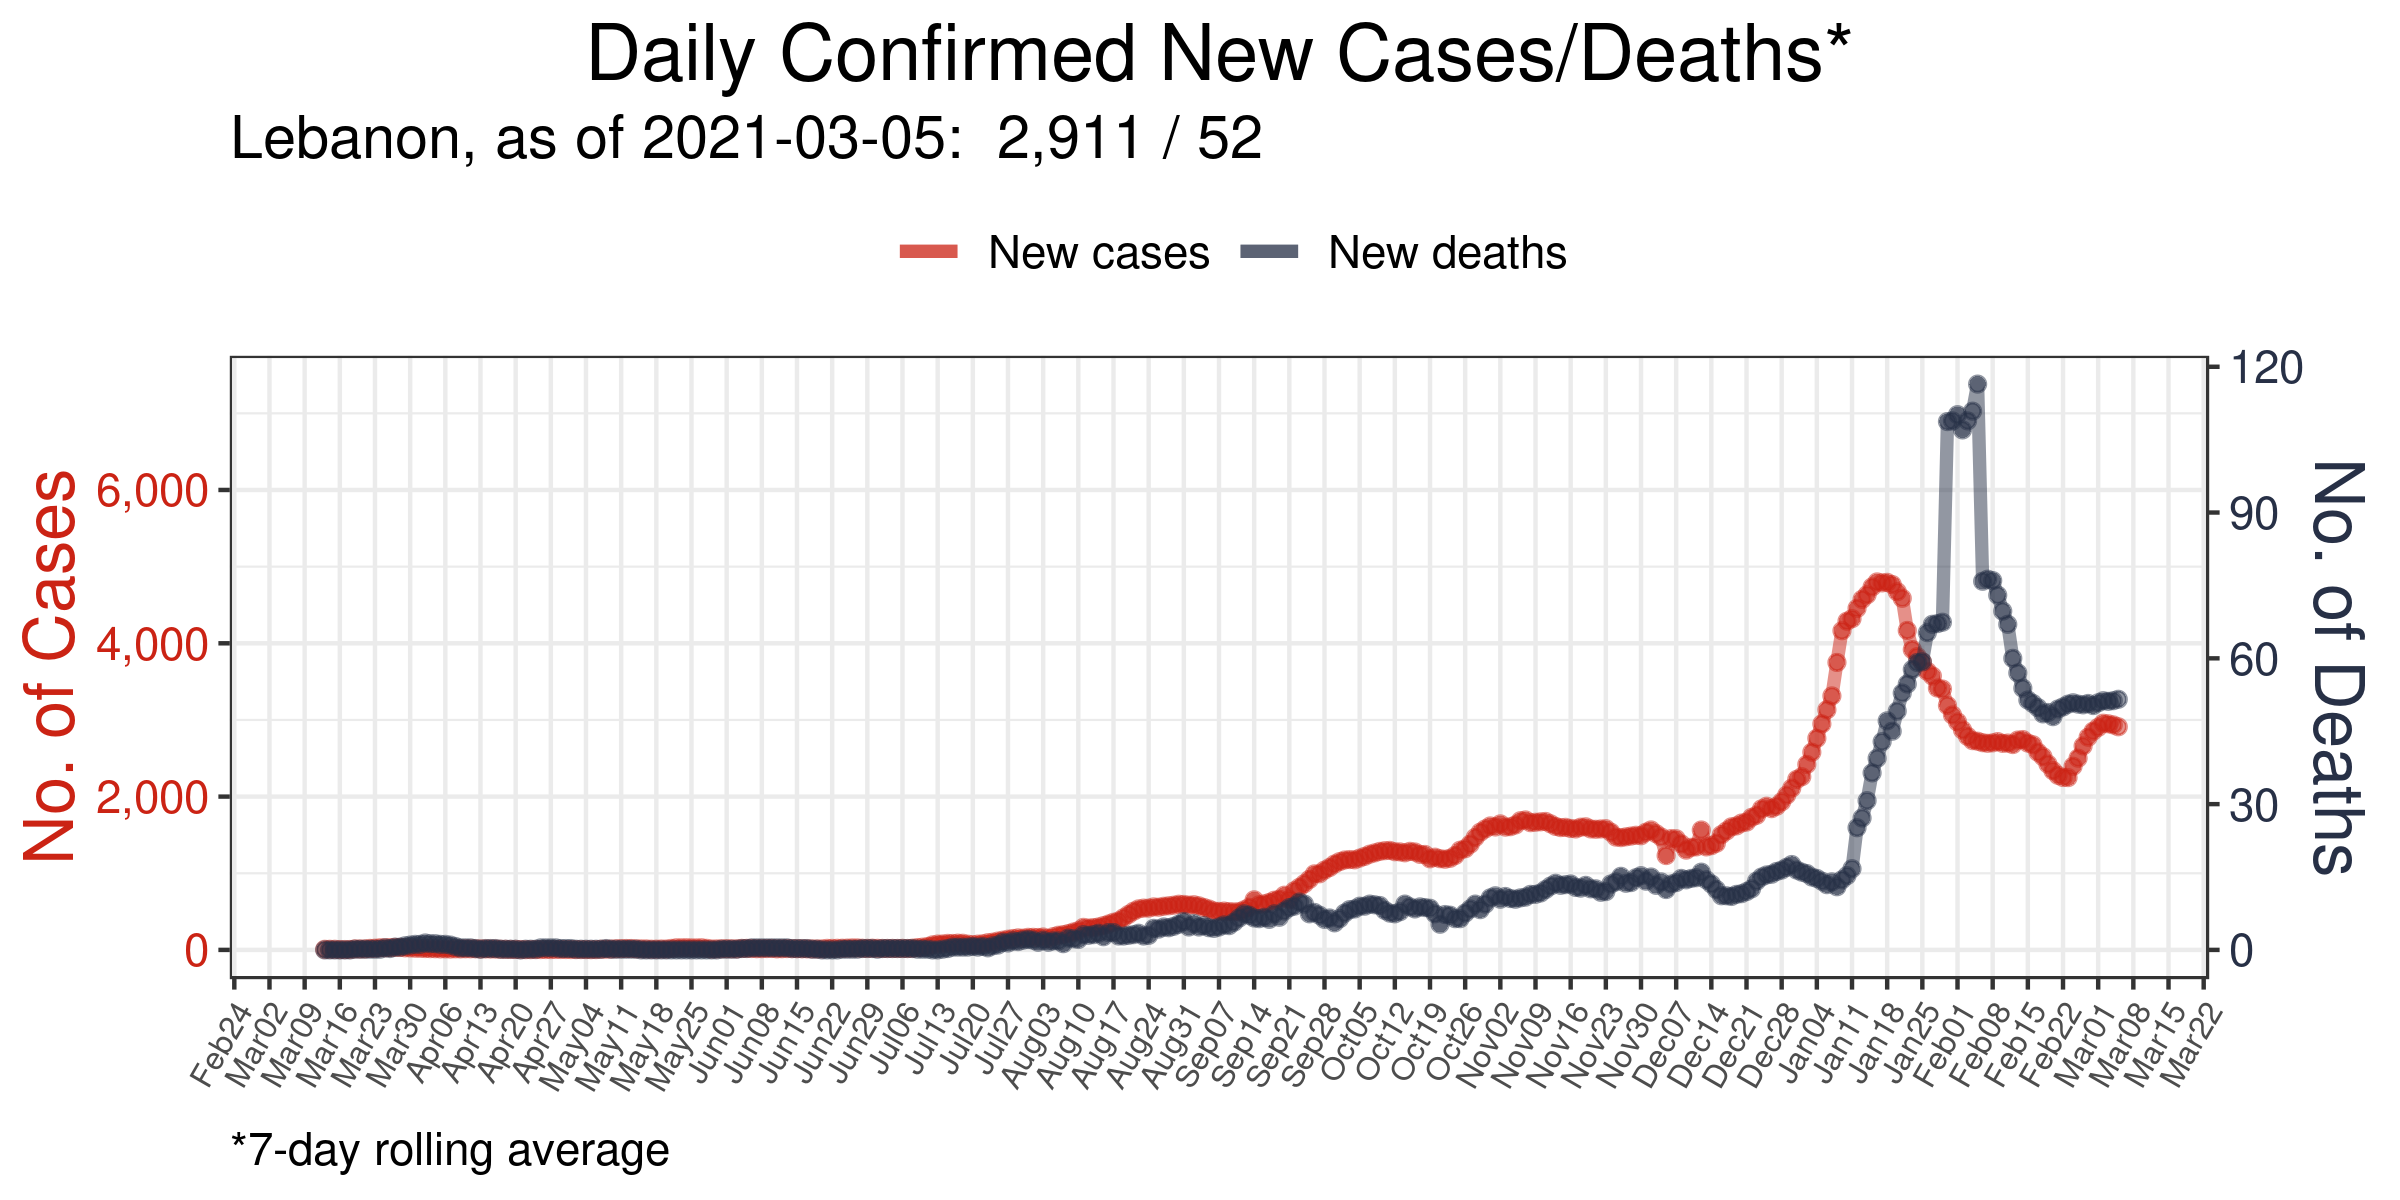 Daily Confirmed New Cases/Deaths*
Lebanon, as of 2021-03-05:  2,911 / 52
New cases New deaths
No. of Cases
6,000
4,000
2,000
0
120
90
60
30
0
No. of Deaths
Feb24 Mar02 Mar09 Mar16 Mar23 Mar30 Apr06 Apr13 Apr20 Apr27 May04 May11 May18 May25 Jun01 Jun08 Jun15 Jun22 Jun29 Jul06 Jul13 Jul20 Jul27 Aug03 Aug10 Aug17 Aug24 Aug31 Sep07 Sep14 Sep21 Sep28 Oct05 Oct12 Oct19 Oct26 Nov02 Nov09 Nov16 Nov23 Nov30 Dec07 Dec14 Dec21 Dec28 Jan04 Jan11 Jan18 Jan25 Feb01 Feb08 Feb15 Feb22 Mar01 Mar08 Mar15 Mar22
*7-day rolling average